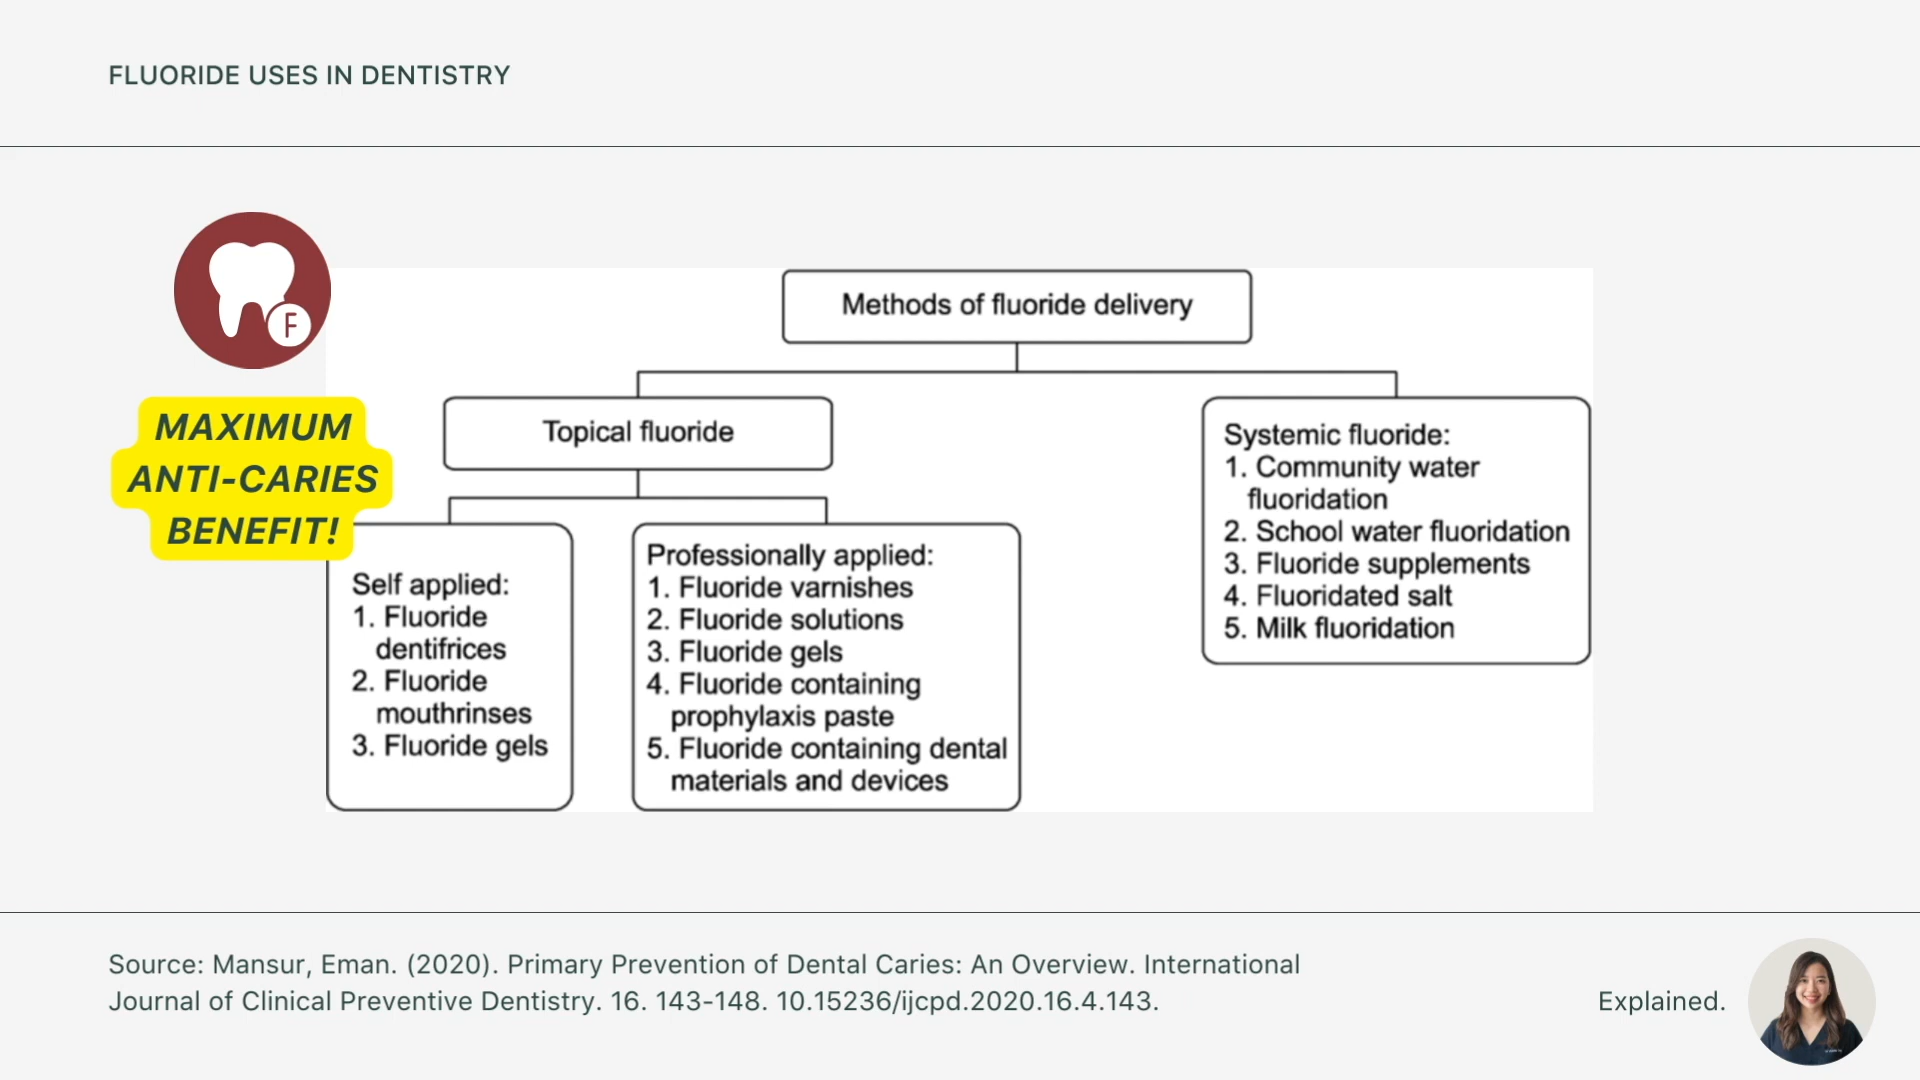 FLUORIDE USES IN DENTISTRY
F
MAXIMUM
ANTI-CARIES
BENEFIT!
Methods of fluoride delivery
Topical fluoride
Self applied:
1. Fluoride
dentifrices
2. Fluoride
mouthrinses
3. Fluoride gels
Professionally applied:
1. Fluoride varnishes
2. Fluoride solutions
3. Fluoride gels
4. Fluoride containing
prophylaxis paste
5. Fluoride containing dental
materials and devices
Systemic fluoride:
1. Community water
fluoridation
2. School water fluoridation
3. Fluoride supplements
4. Fluoridated salt
5. Milk fluoridation
Source: Mansur, Eman. (2020). Primary Prevention of Dental Caries: An Overview. International
Journal of Clinical Preventive Dentistry. 16. 143-148. 10.15236/ijcpd.2020.16.4.143.
Explained.